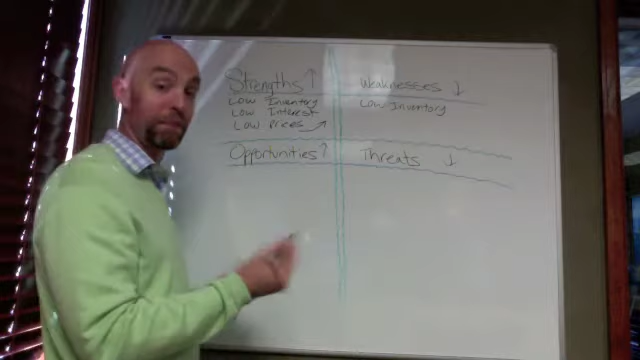 Strengths ↑
Low Inventory
Low Interest
Low Prices ↗
Weaknesses ↓
Low Inventory
Opportunities ↑
Threats ↓